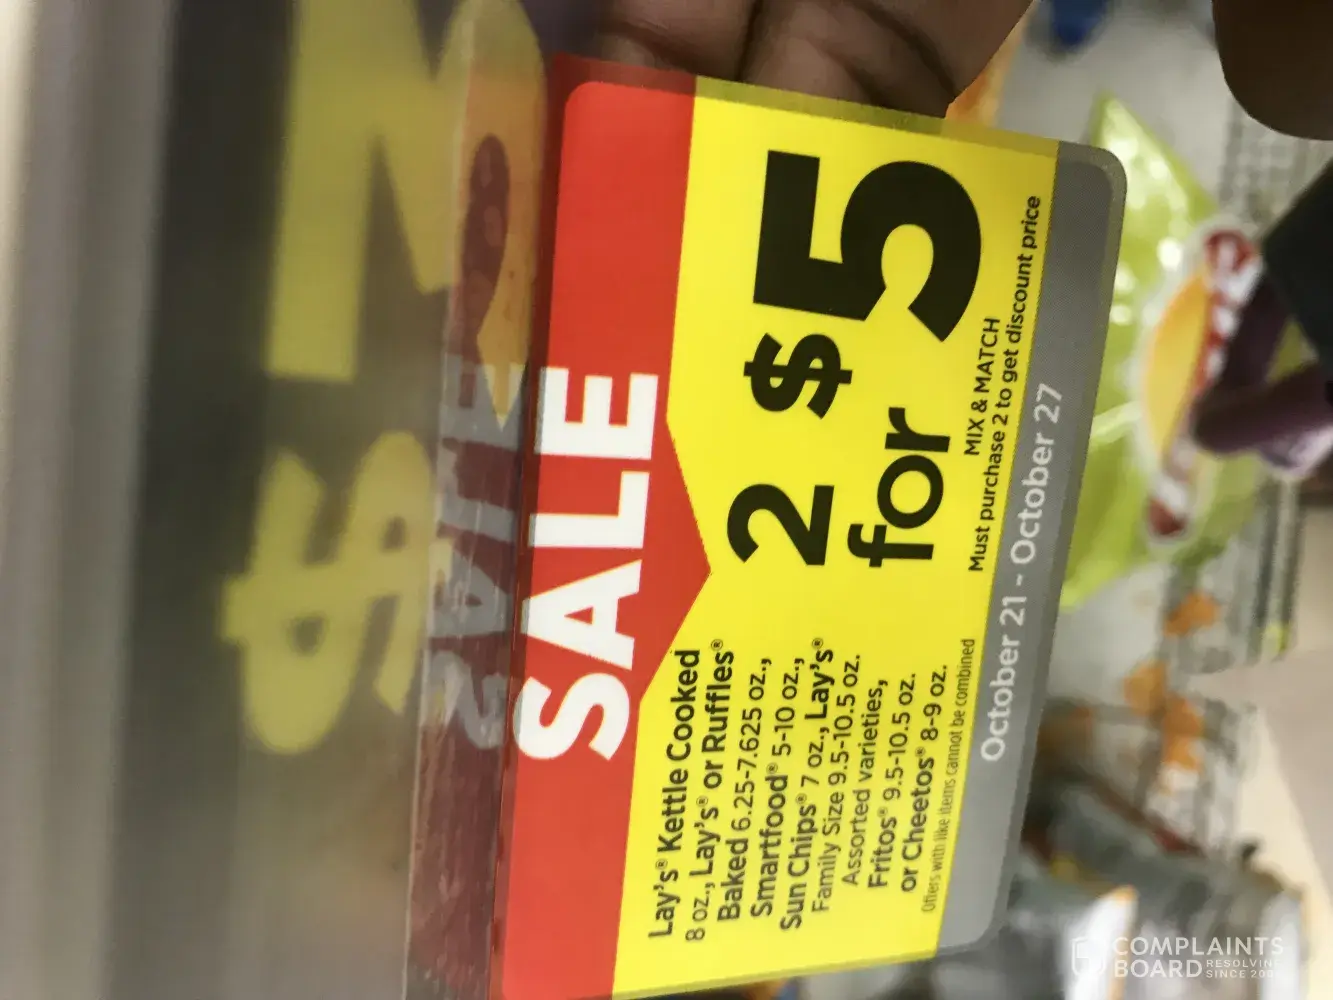 SALE
Lay's® Kettle Cooked
8 oz., Lay's® or Ruffles®
Baked 6.25-7.625 oz.,
Smartfood® 5-10 oz.,
Sun Chips® 7 oz., Lay's®
Family Size 9.5-10.5 oz.
Assorted varieties,
Fritos® 9.5-10.5 oz.
or Cheetos® 8-9 oz.
Offers with like items cannot be combined
2 $5
for
MIX & MATCH
Must purchase 2 to get discount price
October 21 - October 27
COMPLAINTS
BOARD
RESOLVING
SINCE